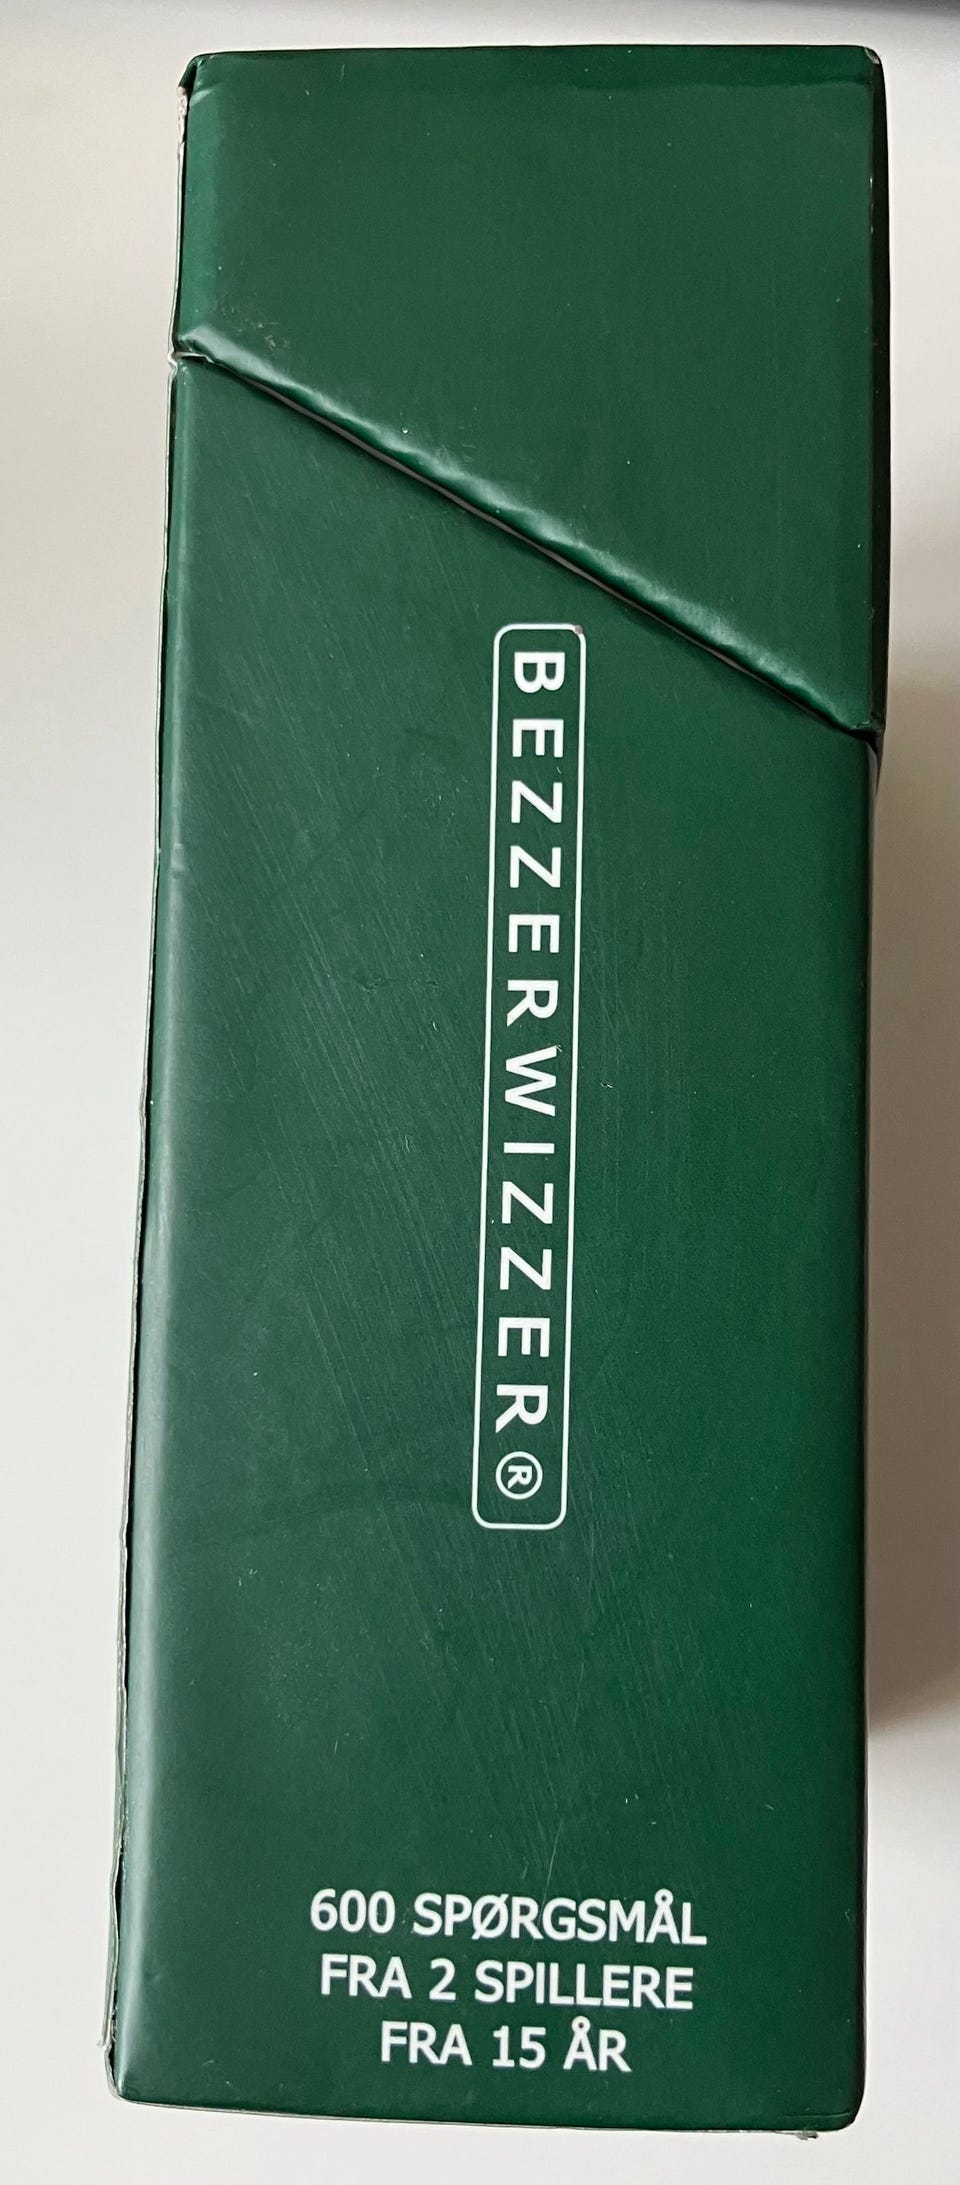 BEZZERWIZZER®
600 SPØRGSMÅL
FRA 2 SPILLERE
FRA 15 ÅR